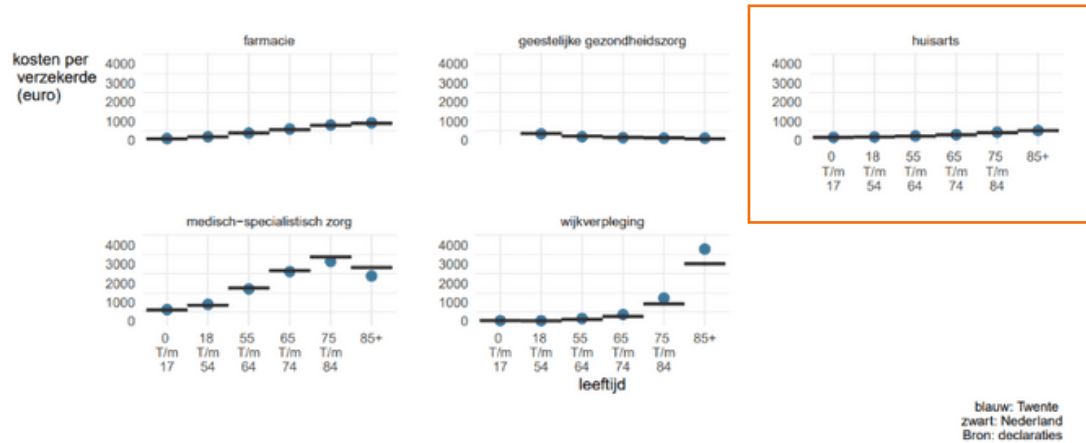 farmacie
geestelijke gezondheidszorg
huisarts
kosten per
verzekerde
(euro)
4000
3000
2000
1000
0
4000
3000
2000
1000
0
4000
3000
2000
1000
0
0 18 55 65 75 85+
T/m T/m T/m T/m T/m
17 54 64 74 84
medisch-specialistisch zorg
wijkverpleging
4000
3000
2000
1000
0
4000
3000
2000
1000
0
0 18 55 65 75 85+
T/m T/m T/m T/m T/m
17 54 64 74 84
0 18 55 65 75 85+
T/m T/m T/m T/m T/m
17 54 64 74 84
leeftijd
blauw: Twente
zwart: Nederland
Bron: declaraties